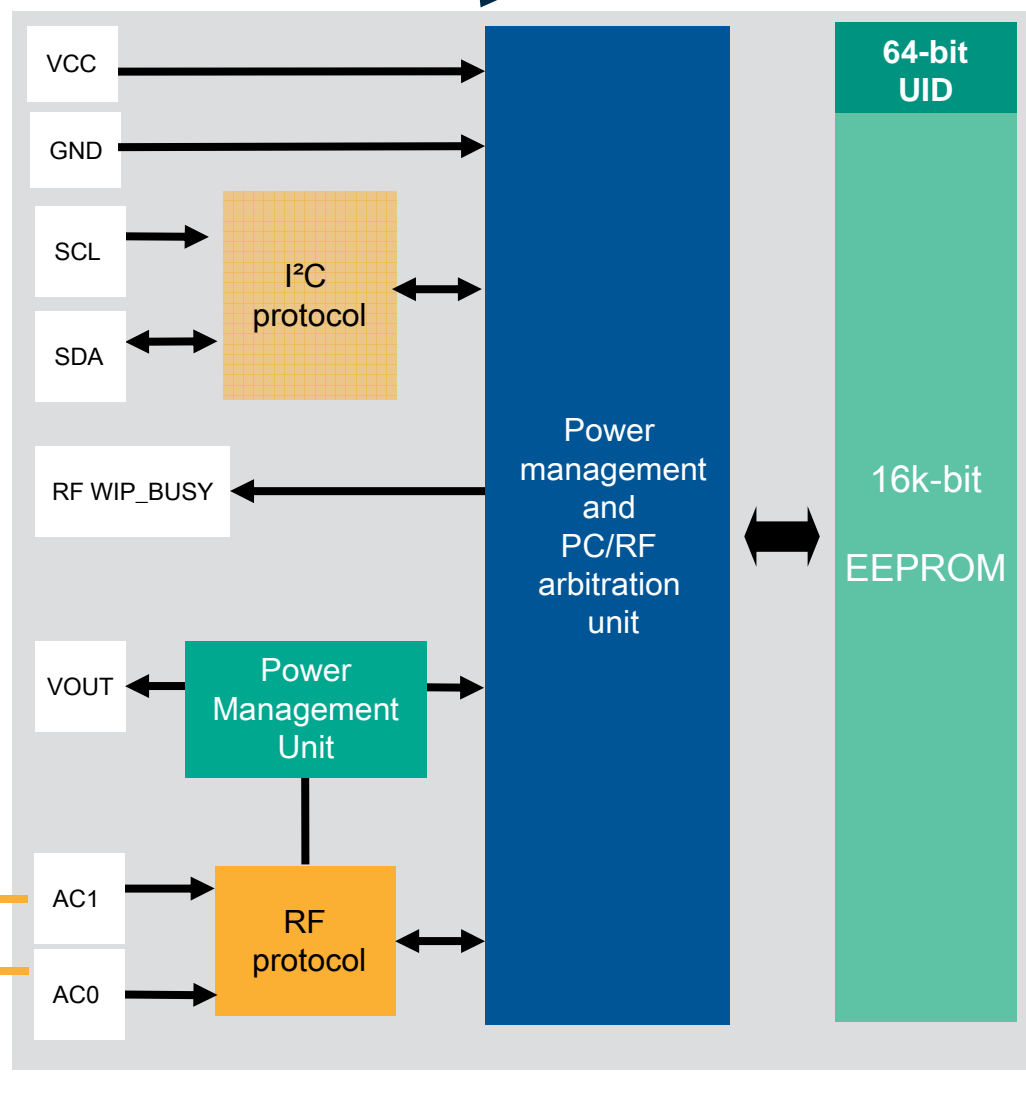 VCC
GND
SCL
SDA
I²C
protocol
RF WIP_BUSY
VOUT
Power
Management
Unit
AC1
AC0
RF
protocol
Power
management
and
PC/RF
arbitration
unit
64-bit
UID
16k-bit
EEPROM